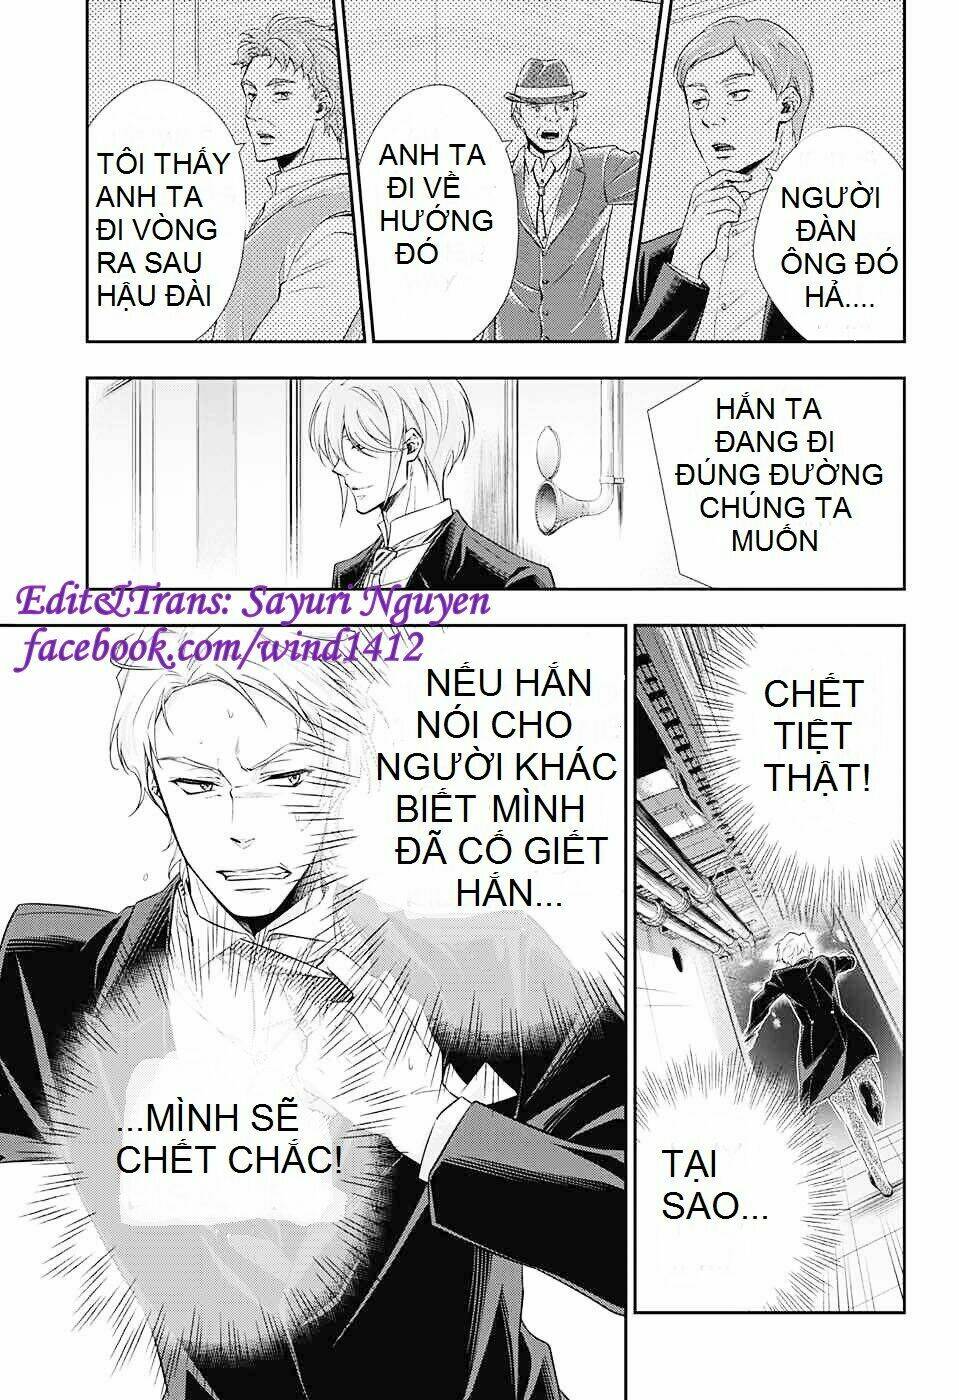 NGƯỜI
ĐÀN
ÔNG ĐÓ
HẢ....
ANH TA
ĐI VỀ
HƯỚNG
ĐÓ
TÔI THẤY
ANH TA
ĐI VÒNG
RA SAU
HẬU ĐÀI
HẮN TA
ĐANG ĐI
ĐÚNG ĐƯỜNG
CHÚNG TA
MUỐN
Edit&Trans: Sayuri Nguyen
facebook.com/wind1412
CHẾT
TIỆT
THẬT!
TẠI
SAO...
NẾU HẮN
NÓI CHO
NGƯỜI KHÁC
BIẾT MÌNH
ĐÃ CỐ GIẾT
HẮN...
...MÌNH SẼ
CHẾT CHẮC!